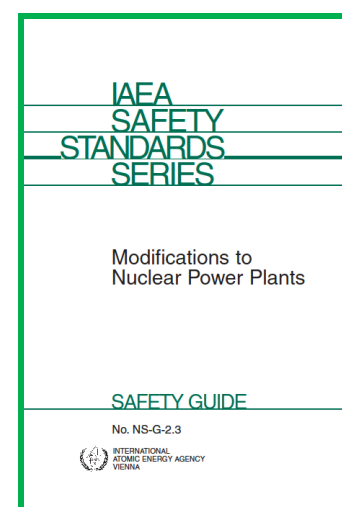 IAEA
SAFETY
STANDARDS
SERIES
Modifications to
Nuclear Power Plants
SAFETY GUIDE
No. NS-G-2.3
INTERNATIONAL
ATOMIC ENERGY AGENCY
VIENNA